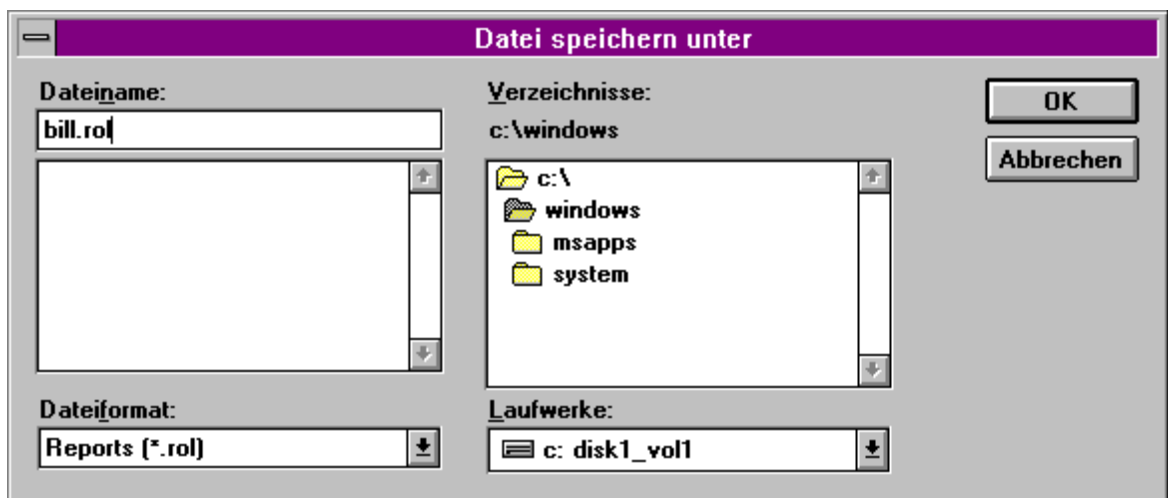 Datei speichern unter
Dateiname:
bill.rol
Verzeichnisse:
c:\windows
OK
Abbrechen
c:\
windows
msapps
system
Dateiformat:
Reports (*.rol)
Laufwerke:
c: disk1_vol1